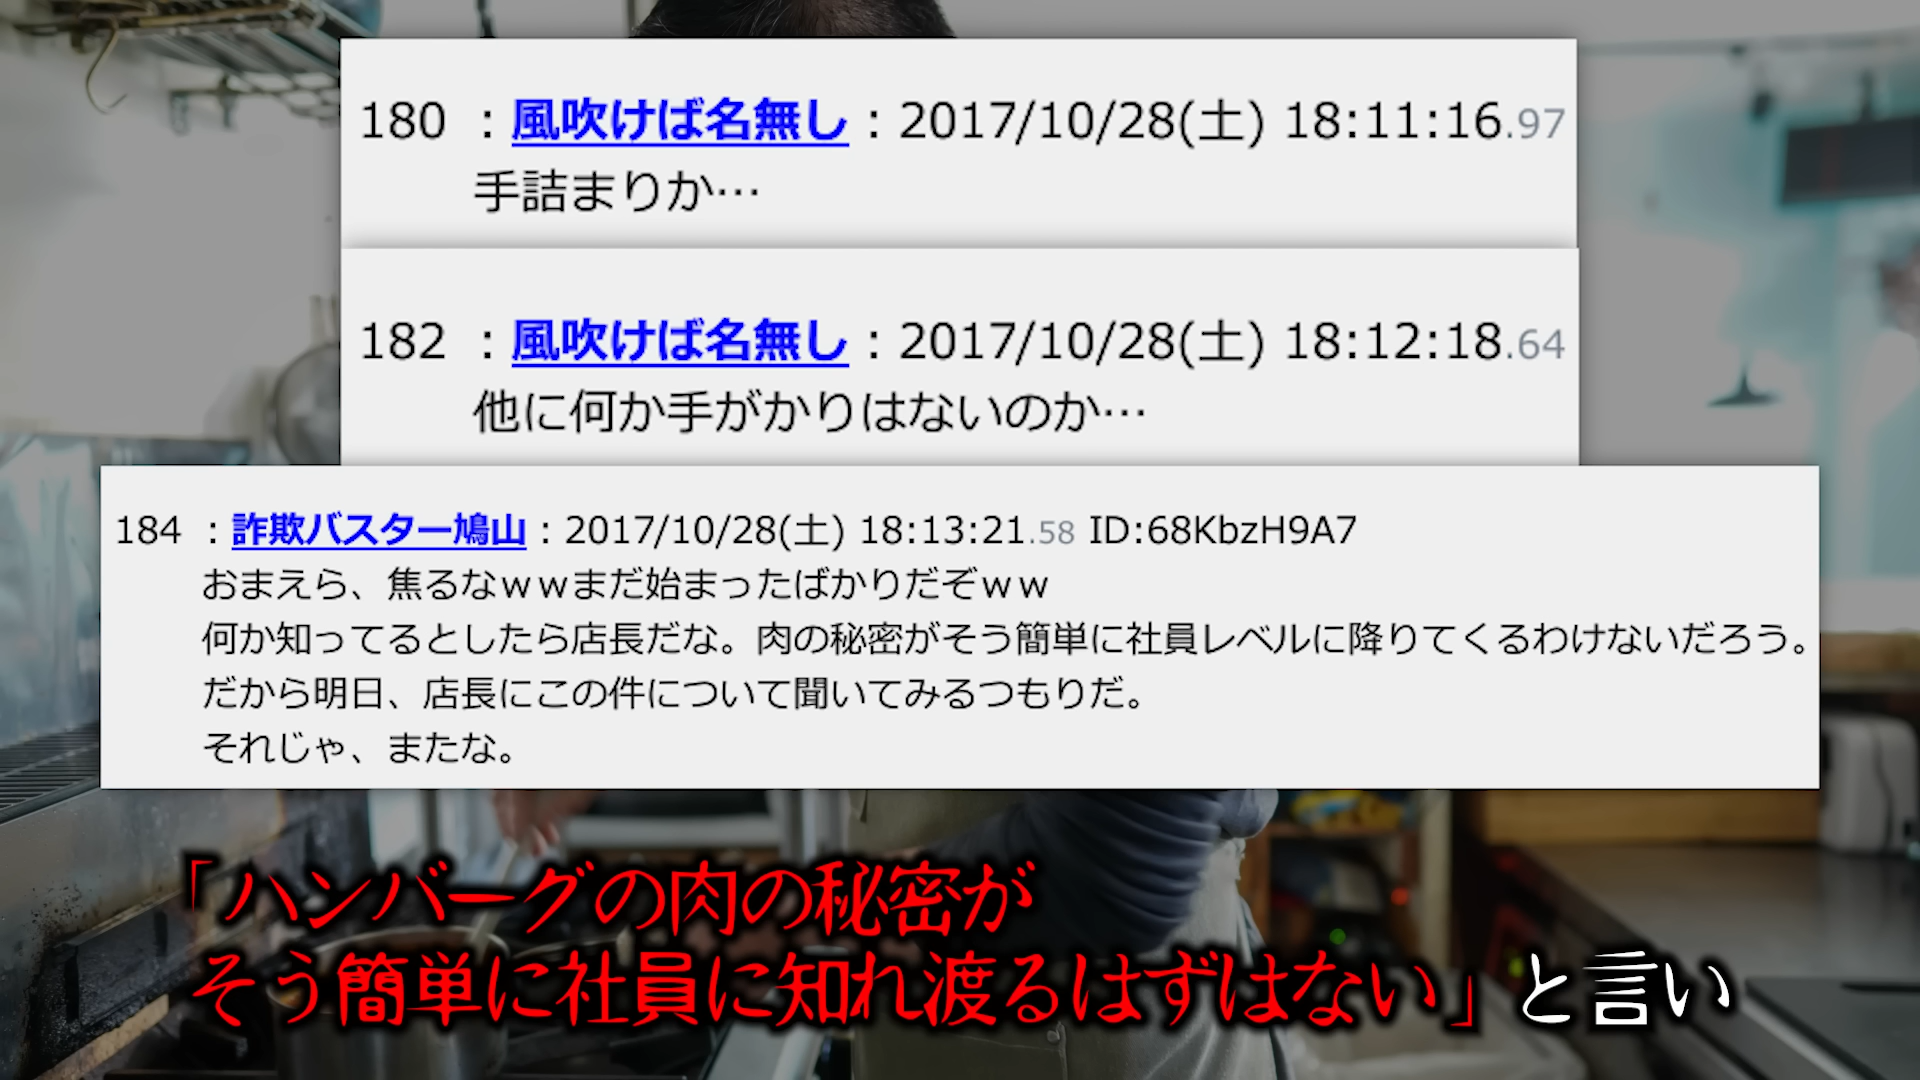 180 ：風吹けば名無し：2017/10/28(土) 18:11:16.97
手詰まりか…
182 ：風吹けば名無し：2017/10/28(土) 18:12:18.64
他に何か手がかりはないのか…
184 ：詐欺バスター鳩山：2017/10/28(土) 18:13:21.58 ID:68KbzH9A7
おまえら、焦るなｗｗまだ始まったばかりだぞｗｗ
何か知ってるとしたら店長だな。肉の秘密がそう簡単に社員レベルに降りてくるわけないだろう。
だから明日、店長にこの件について聞いてみるつもりだ。
それじゃ、またな。
「ハンバーグの肉の秘密が
そう簡単に社員に知れ渡るはずはない」と言い